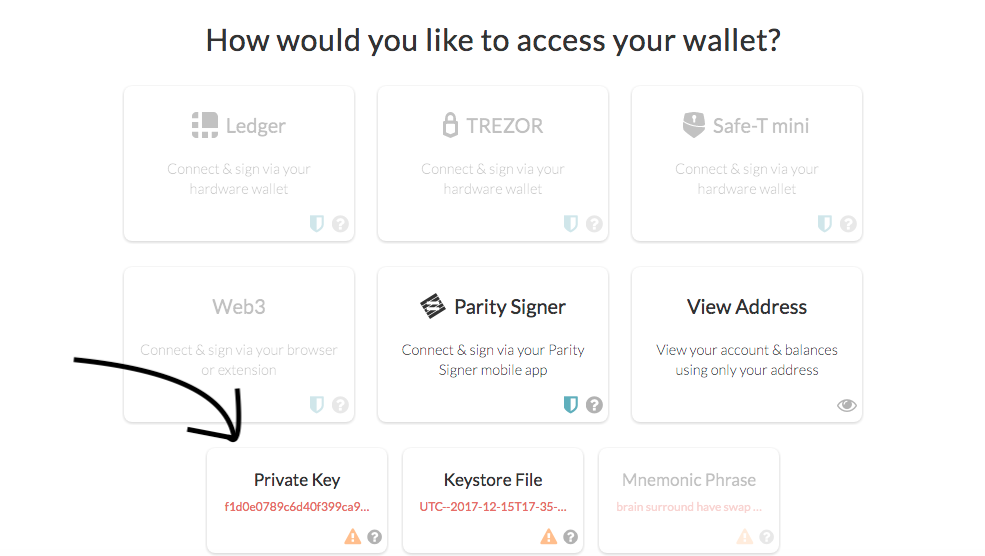 How would you like to access your wallet?
Ledger
Connect & sign via your
hardware wallet
TREZOR
Connect & sign via your
hardware wallet
Safe-T mini
Connect & sign via your
hardware wallet
Web3
Connect & sign via your browser
or extension
Parity Signer
Connect & sign via your Parity
Signer mobile app
View Address
View your account & balances
using only your address
Private Key
f1d0e0789c6d40f399ca9...
Keystore File
UTC--2017-12-15T17-35-...
Mnemonic Phrase
brain surround have swap ...